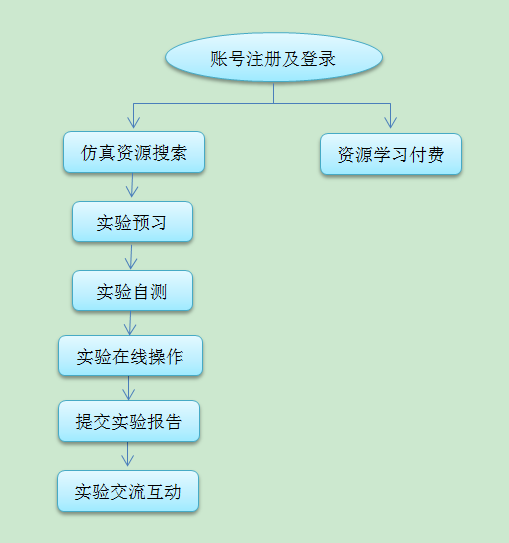 账号注册及登录
仿真资源搜索
资源学习付费
实验预习
实验自测
实验在线操作
提交实验报告
实验交流互动